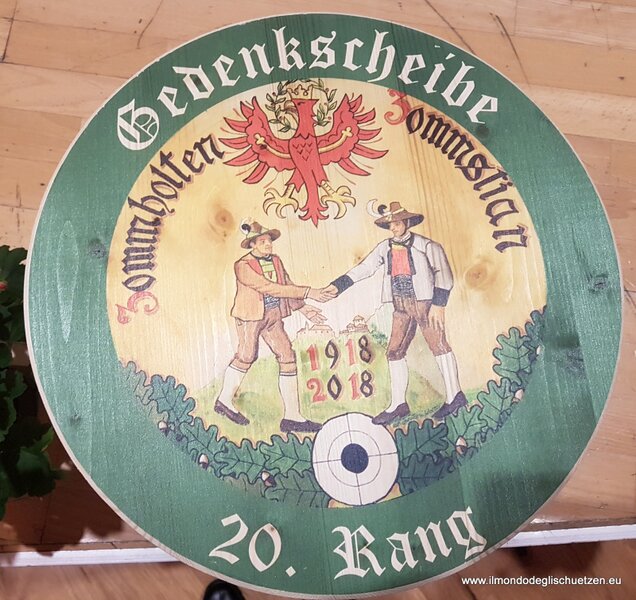 Gedenkscheibe
Zommholten
Zommstian
1918
2018
20. Rang
www.ilmondodeglischuetzen.eu